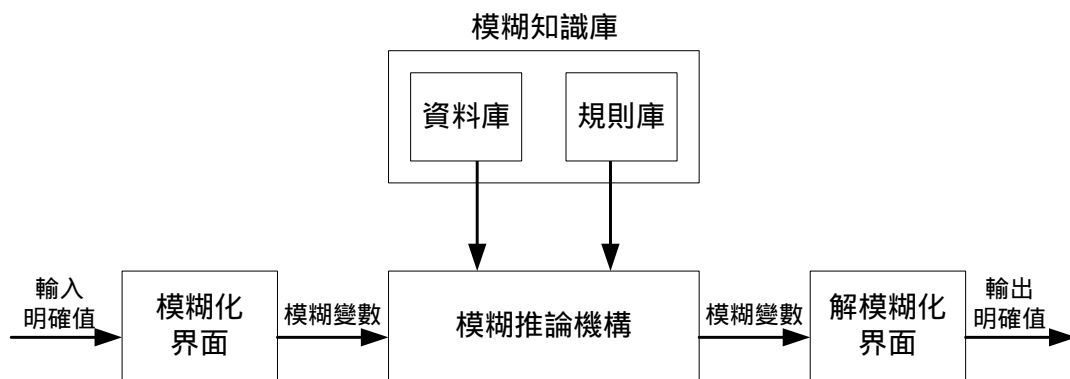 模糊知識庫
資料庫
規則庫
輸入
明確值
模糊化
界面
模糊變數
模糊推論機構
模糊變數
解模糊化
界面
輸出
明確值